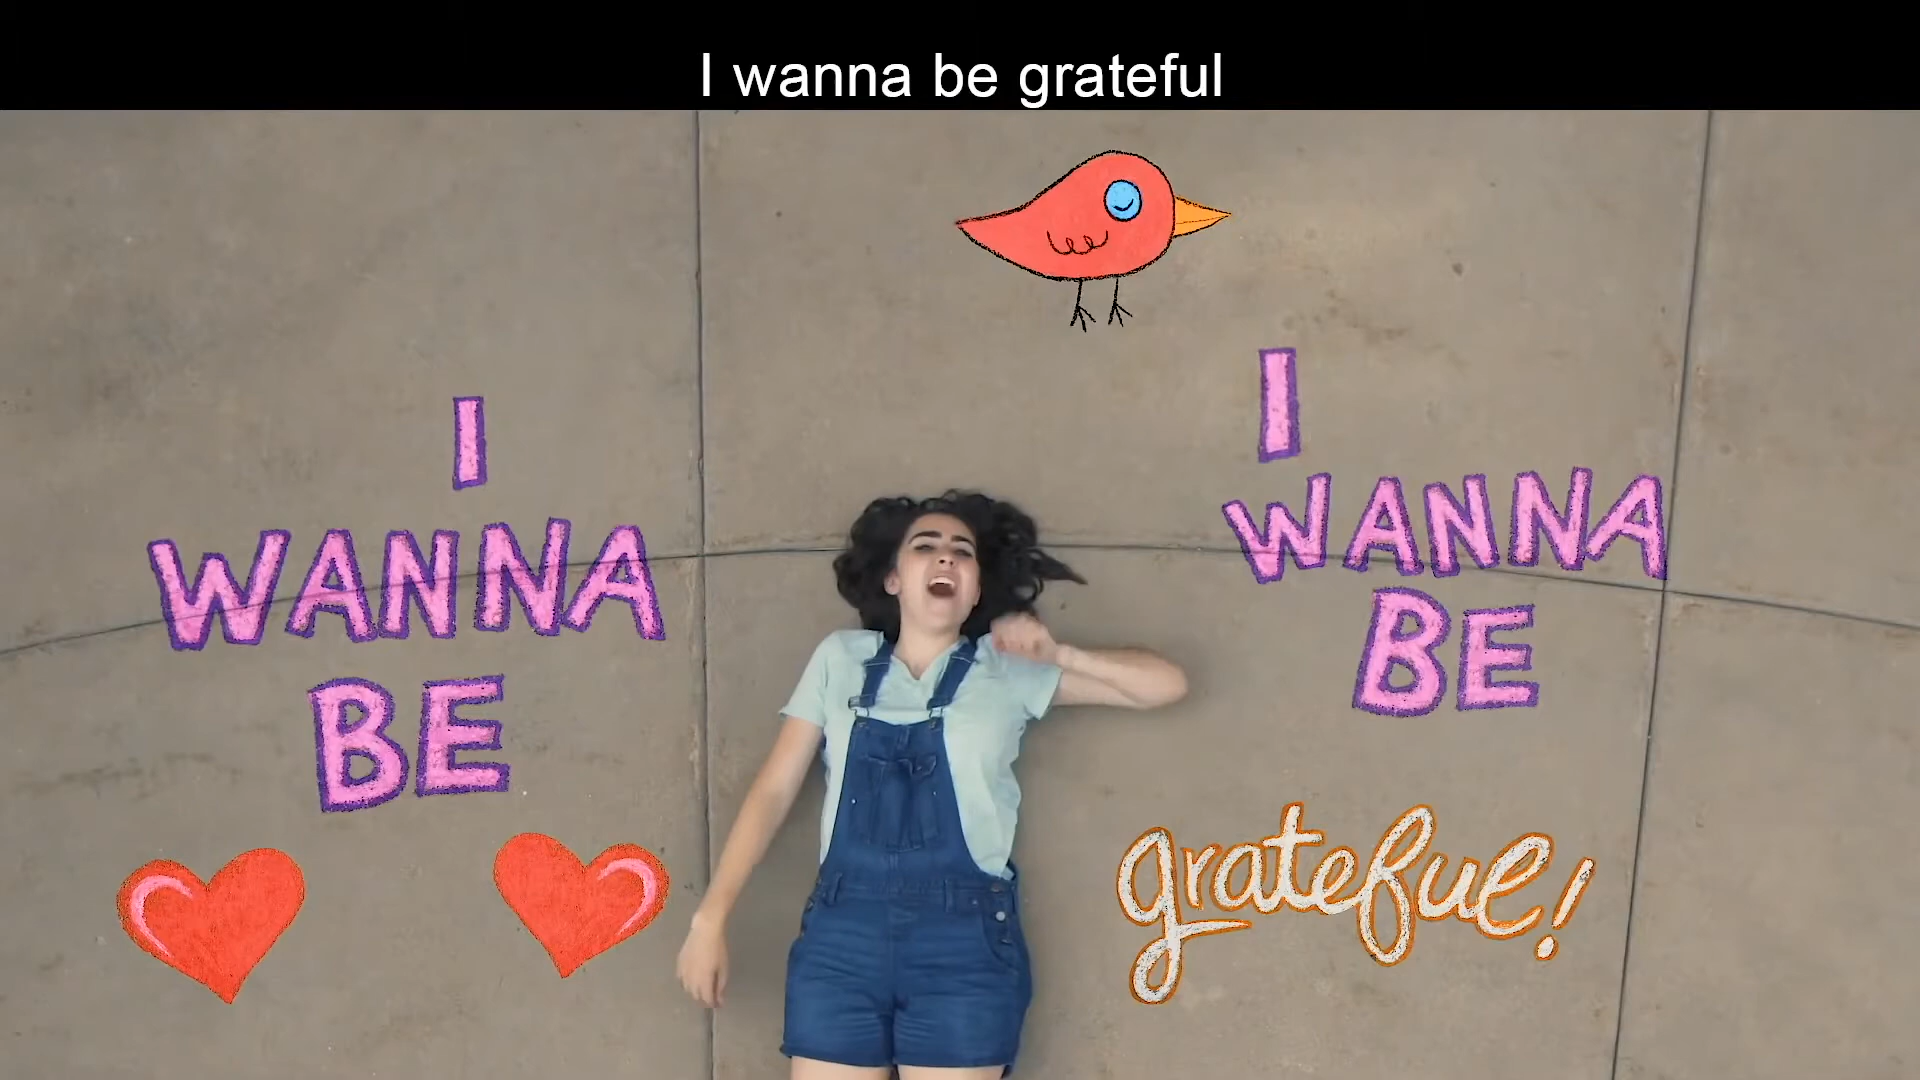 I wanna be grateful
I
WANNA
BE
I
WANNA
BE
grateful!